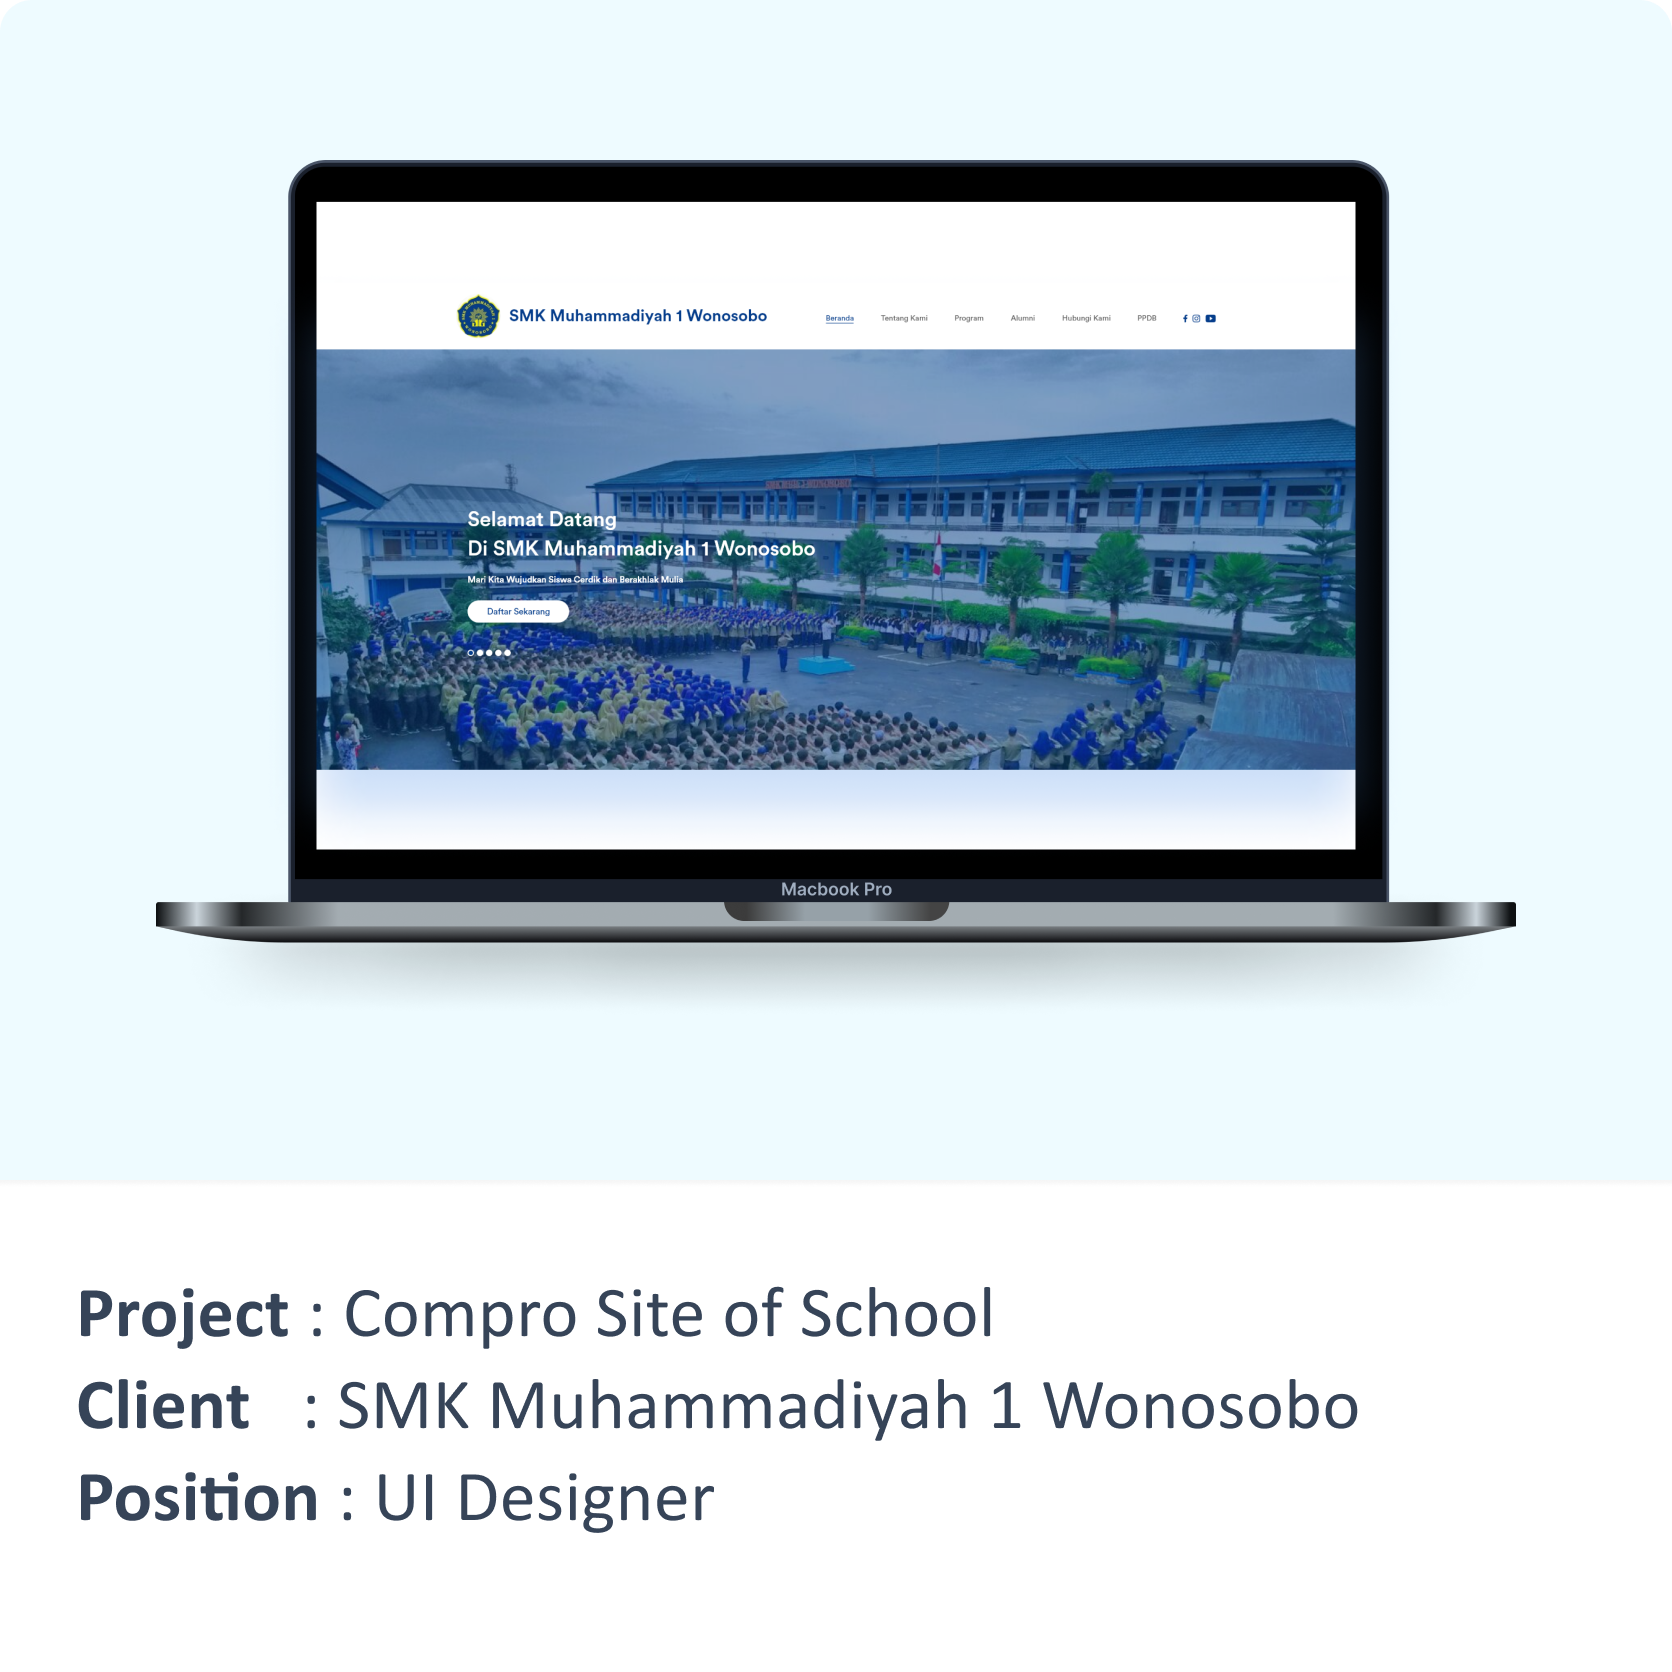 SMK Muhammadiyah 1 Wonosobo
Beranda Tentang Kami Program Alumni Hubungi Kami PPDB
Selamat Datang
Di SMK Muhammadiyah 1 Wonosobo
Mari Kita Wujudkan Siswa Cerdik dan Berakhlak Mulia
Daftar Sekarang
Macbook Pro
Project : Compro Site of School
Client : SMK Muhammadiyah 1 Wonosobo
Position : UI Designer